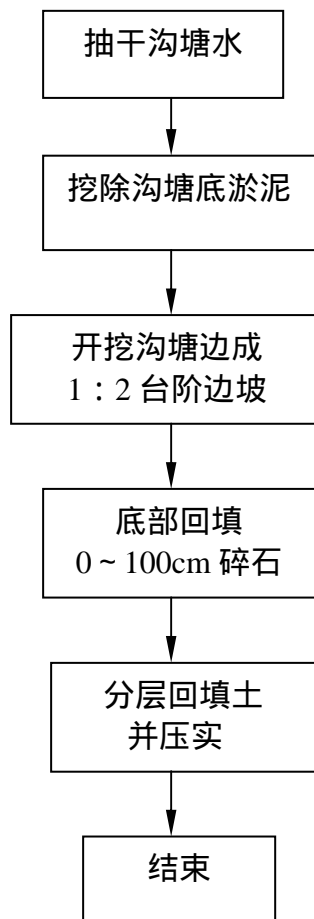 抽干沟塘水
挖除沟塘底淤泥
开挖沟塘边成
1：2 台阶边坡
底部回填
0～100cm 碎石
分层回填土
并压实
结束